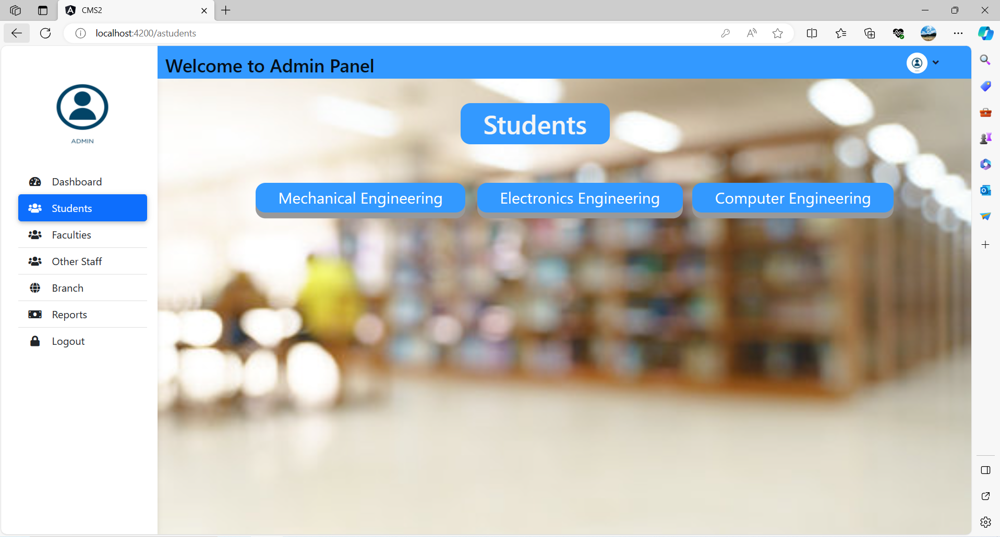 CMS2
localhost:4200/astudents
Welcome to Admin Panel
ADMIN
Dashboard
Students
Faculties
Other Staff
Branch
Reports
Logout
Students
Mechanical Engineering
Electronics Engineering
Computer Engineering